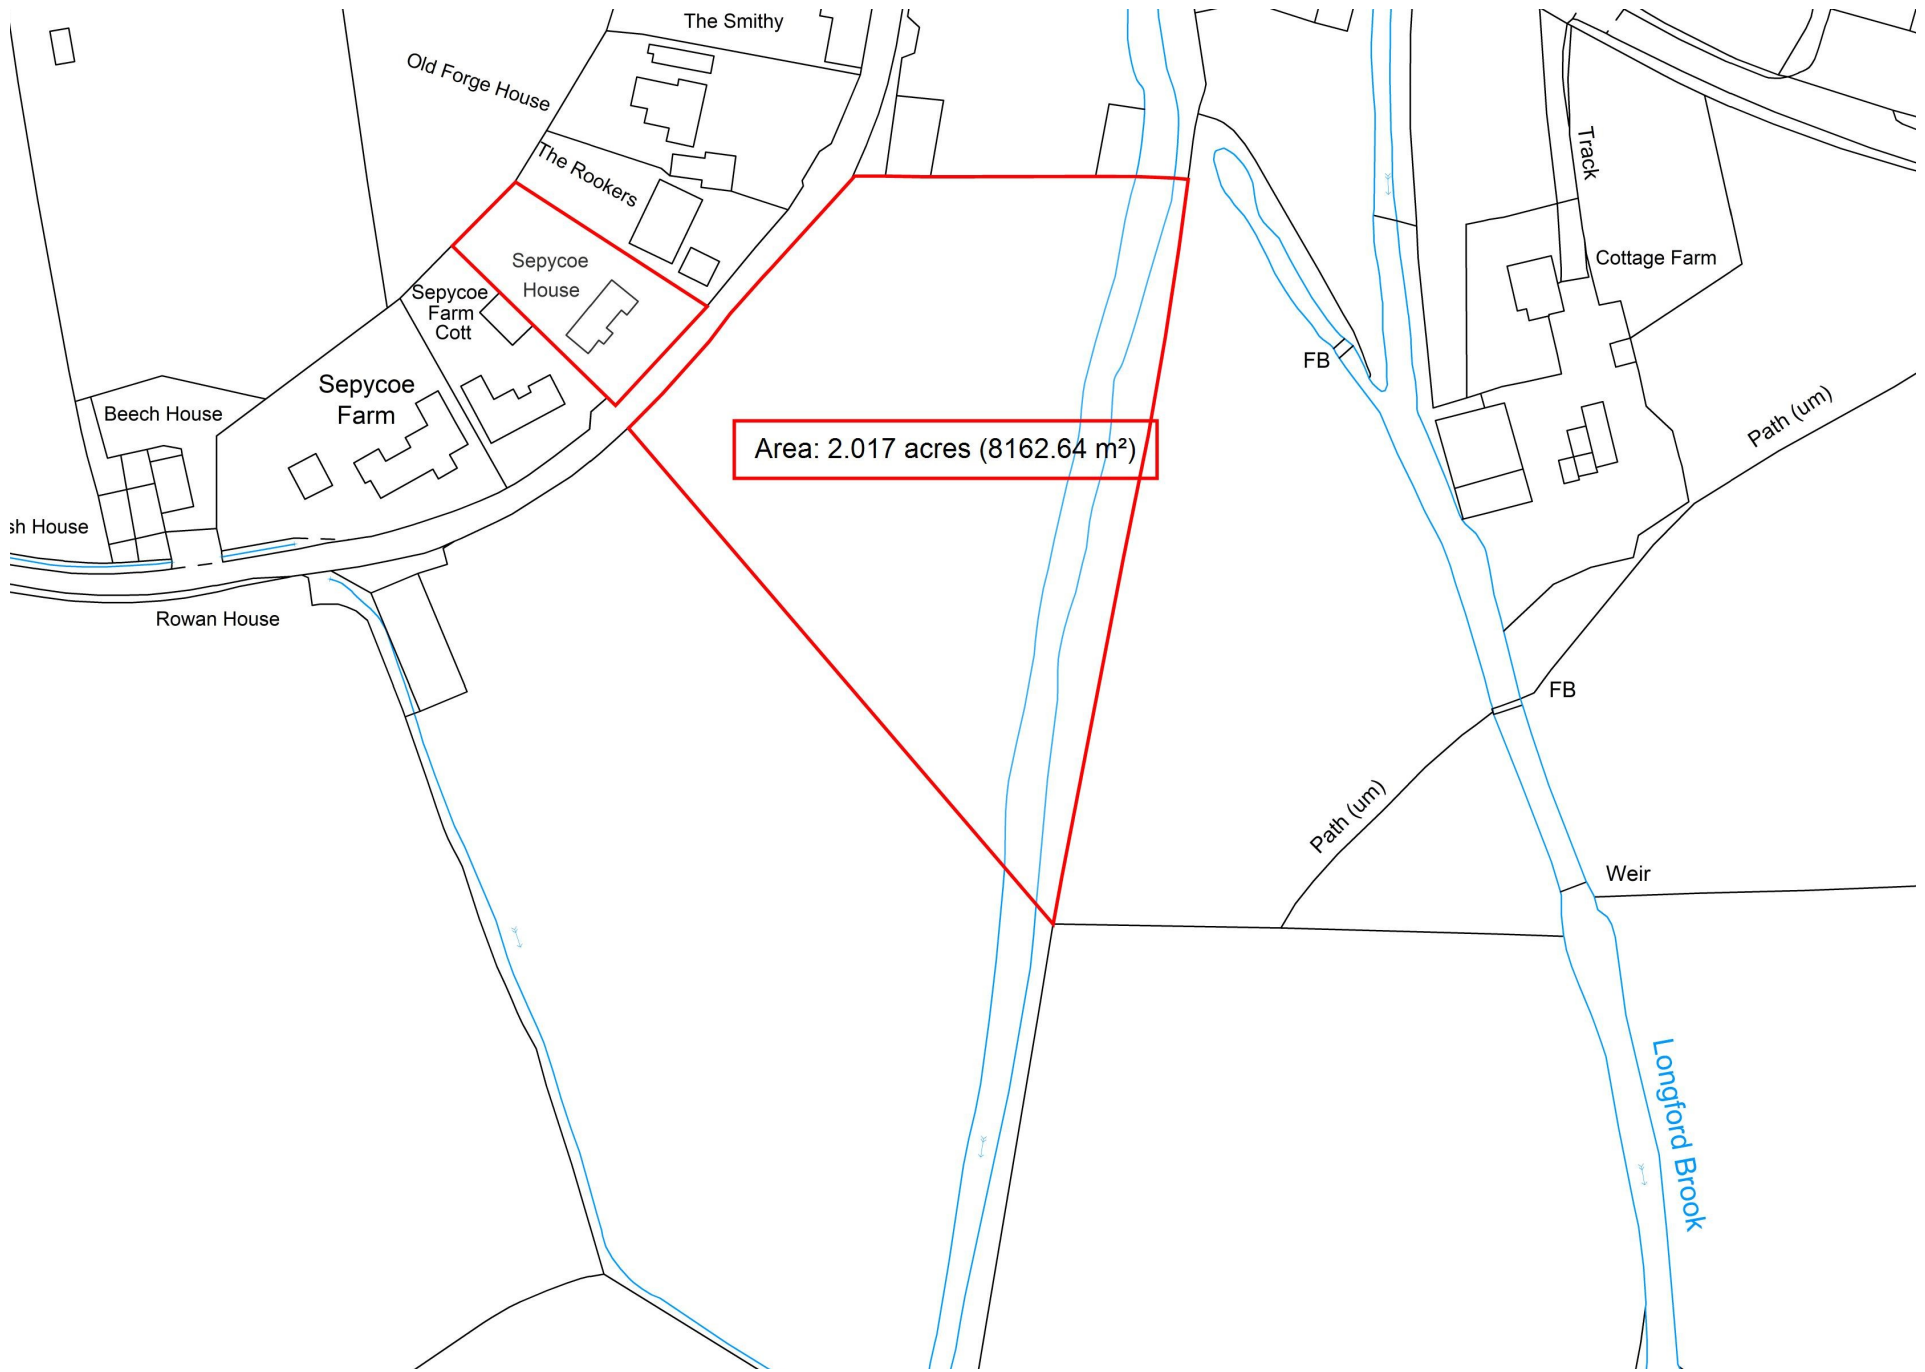 The Smithy
Old Forge House
The Rookers
Track
Sepycoe
House
Cottage Farm
Sepycoe
Farm
Cott
FB
Sepycoe
Farm
Beech House
Path (um)
Area: 2.017 acres (8162.64 m²)
sh House
Rowan House
FB
Path (um)
Weir
Longford Brook